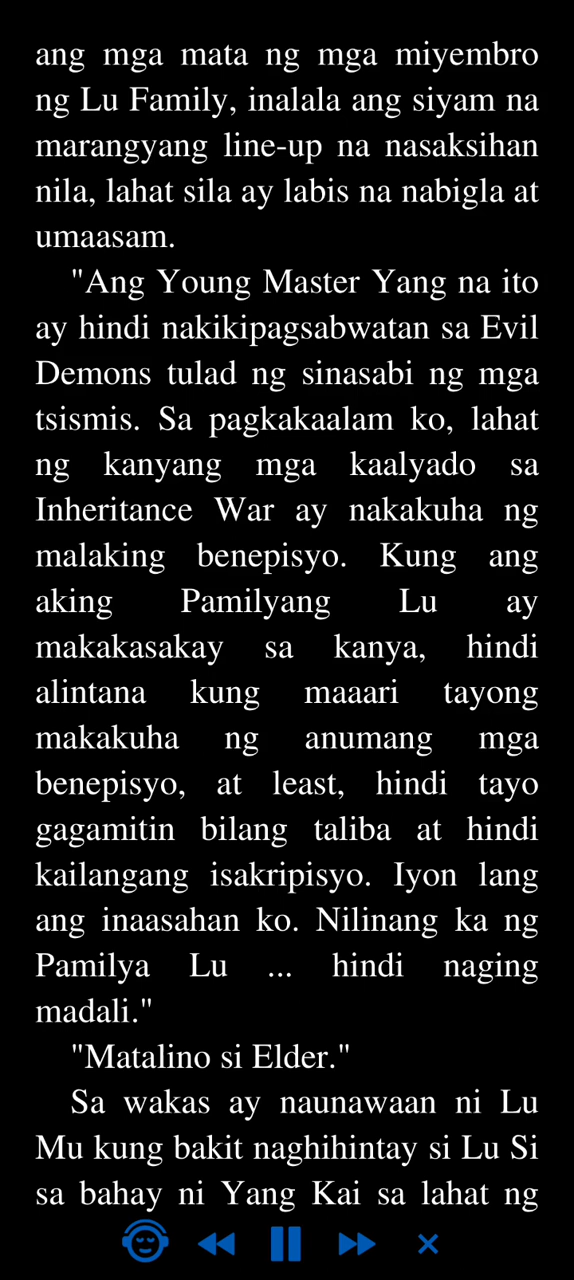 ang mga mata ng mga miyembro
ng Lu Family, inalala ang siyam na
marangyang line-up na nasaksihan
nila, lahat sila ay labis na nabigla at
umaasam.
"Ang Young Master Yang na ito
ay hindi nakikipagsabwatan sa Evil
Demons tulad ng sinasabi ng mga
tsismis. Sa pagkakaalam ko, lahat
ng kanyang mga kaalyado sa
Inheritance War ay nakakuha ng
malaking benepisyo. Kung ang
aking Pamilyang Lu ay
makakasakay sa kanya, hindi
alintana kung maaari tayong
makakuha ng anumang mga
benepisyo, at least, hindi tayo
gagamitin bilang taliba at hindi
kailangang isakripisyo. Iyon lang
ang inaasahan ko. Nilinang ka ng
Pamilya Lu ... hindi naging
madali."
"Matalino si Elder."
Sa wakas ay naunawaan ni Lu
Mu kung bakit naghihintay si Lu Si
sa bahay ni Yang Kai sa lahat ng